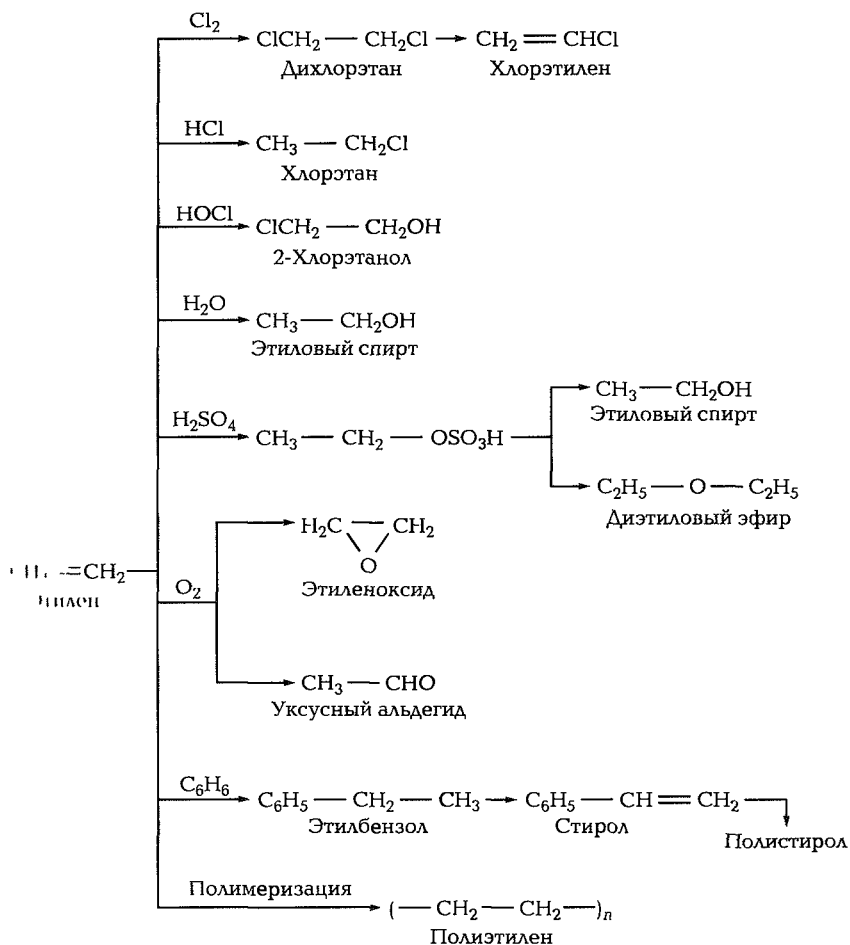 Cl₂
ClCH₂ — CH₂Cl → CH₂ = CHCl
Дихлорэтан Хлорэтилен
HCl
CH₃ — CH₂Cl
Хлорэтан
HOCl
ClCH₂ — CH₂OH
2-Хлорэтанол
H₂O
CH₃ — CH₂OH
Этиловый спирт
H₂SO₄
CH₃ — CH₂ — OSO₃H
CH₃ — CH₂OH
Этиловый спирт
C₂H₅ — O — C₂H₅
Диэтиловый эфир
=CH₂
O₂
H₂C — CH₂
O
Этиленоксид
CH₃ — CHO
Уксусный альдегид
C₆H₆
C₆H₅ — CH₂ — CH₃ → C₆H₅ — CH = CH₂
Этилбензол Стирол
Полистирол
Полимеризация
(— CH₂ — CH₂ —)ₙ
Полиэтилен